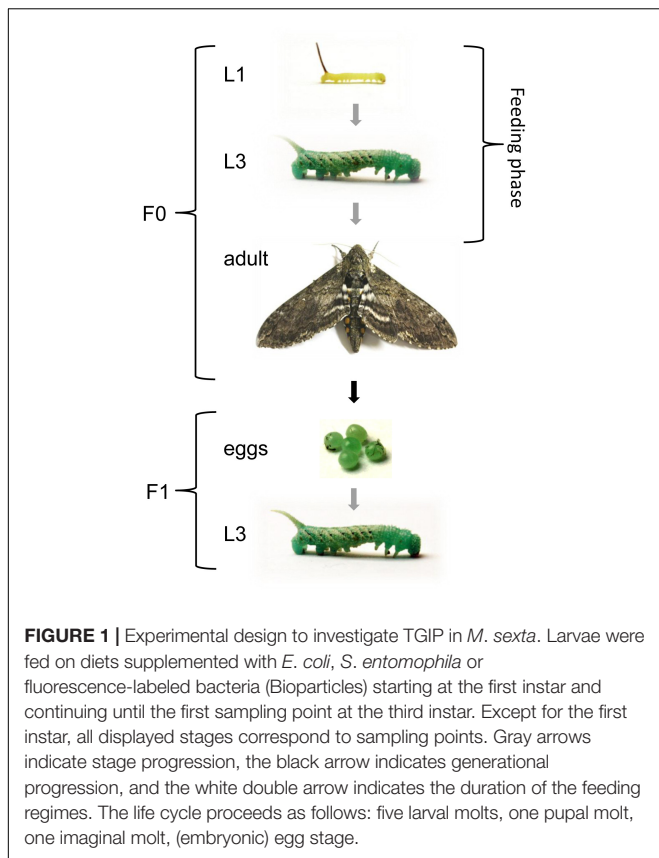 L1
L3
Feeding phase
F0
adult
eggs
F1
L3
FIGURE 1 | Experimental design to investigate TGIP in M. sexta. Larvae were
fed on diets supplemented with E. coli, S. entomophila or
fluorescence-labeled bacteria (Bioparticles) starting at the first instar and
continuing until the first sampling point at the third instar. Except for the first
instar, all displayed stages correspond to sampling points. Gray arrows
indicate stage progression, the black arrow indicates generational
progression, and the white double arrow indicates the duration of the feeding
regimes. The life cycle proceeds as follows: five larval molts, one pupal molt,
one imaginal molt, (embryonic) egg stage.